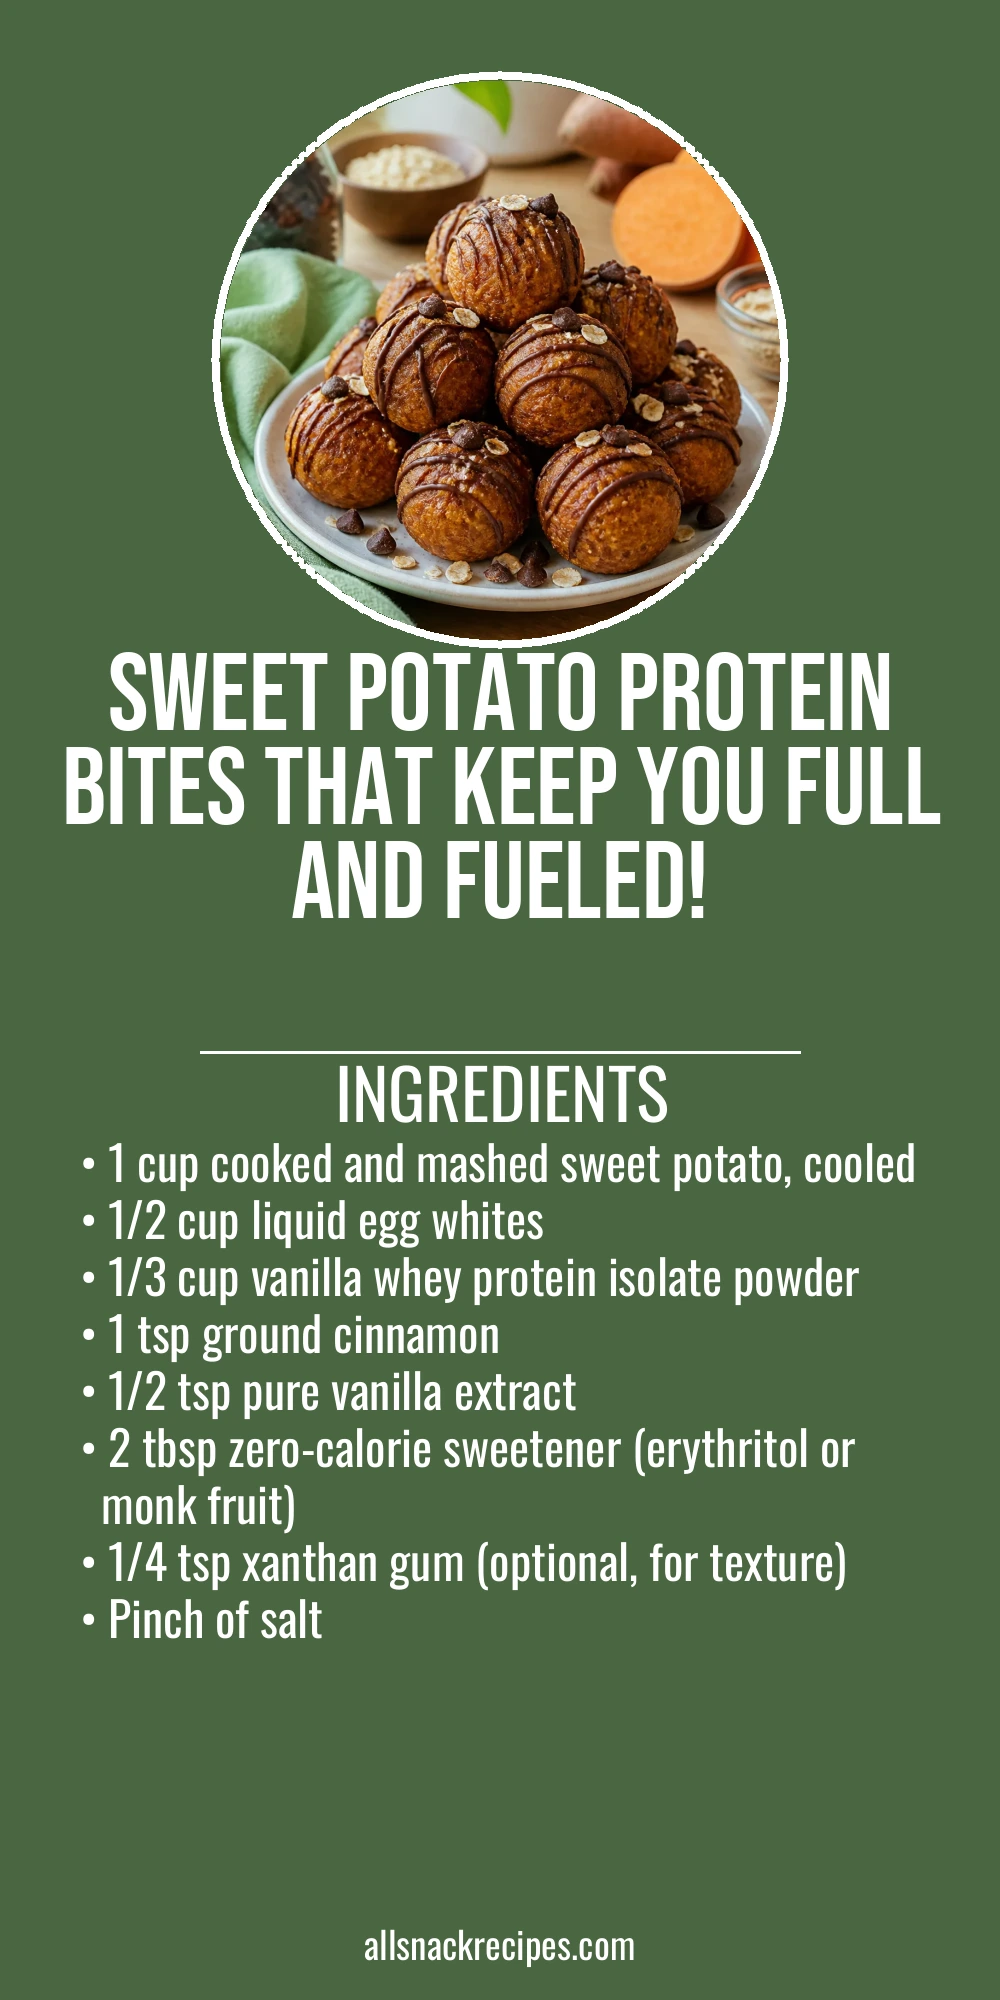 SWEET POTATO PROTEIN
BITES THAT KEEP YOU FULL
AND FUELED!
INGREDIENTS
• 1 cup cooked and mashed sweet potato, cooled
• 1/2 cup liquid egg whites
• 1/3 cup vanilla whey protein isolate powder
• 1 tsp ground cinnamon
• 1/2 tsp pure vanilla extract
• 2 tbsp zero-calorie sweetener (erythritol or
monk fruit)
• 1/4 tsp xanthan gum (optional, for texture)
• Pinch of salt
allsnackrecipes.com